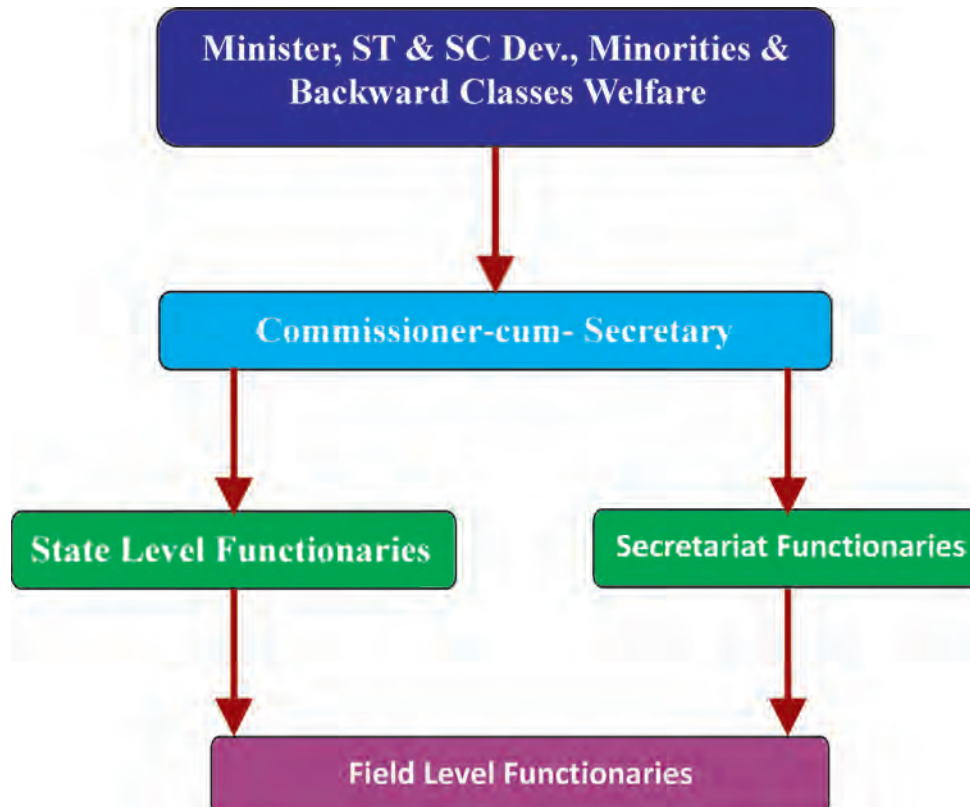 Minister, ST & SC Dev., Minorities &
Backward Classes Welfare
Commissioner-cum- Secretary
State Level Functionaries
Secretariat Functionaries
Field Level Functionaries